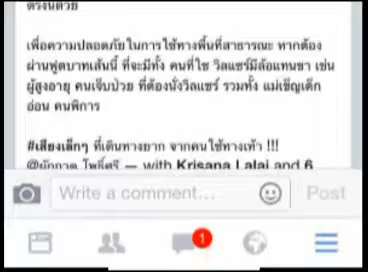 ตรงนี้ด้วย
เพื่อความปลอดภัยในการใช้ทางพื้นที่สาธารณะ หากต้อง
ผ่านฟุตบาทเส้นนี้ ที่จะมีทั้ง คนที่ใช้ วิลแชร์มีล้อแทนขา เช่น
ผู้สูงอายุ คนเจ็บป่วย ที่ต้องนั่งวิลแชร์ รวมทั้ง แม่เข็ญเด็ก
อ่อน คนพิการ
#เสียงเล็กๆ ที่เดินทางยาก จากคนใช้ทางเท้า !!!
โพธิ์ศรี — with Krisana Lalai and 6
Write a comment...
Post
1